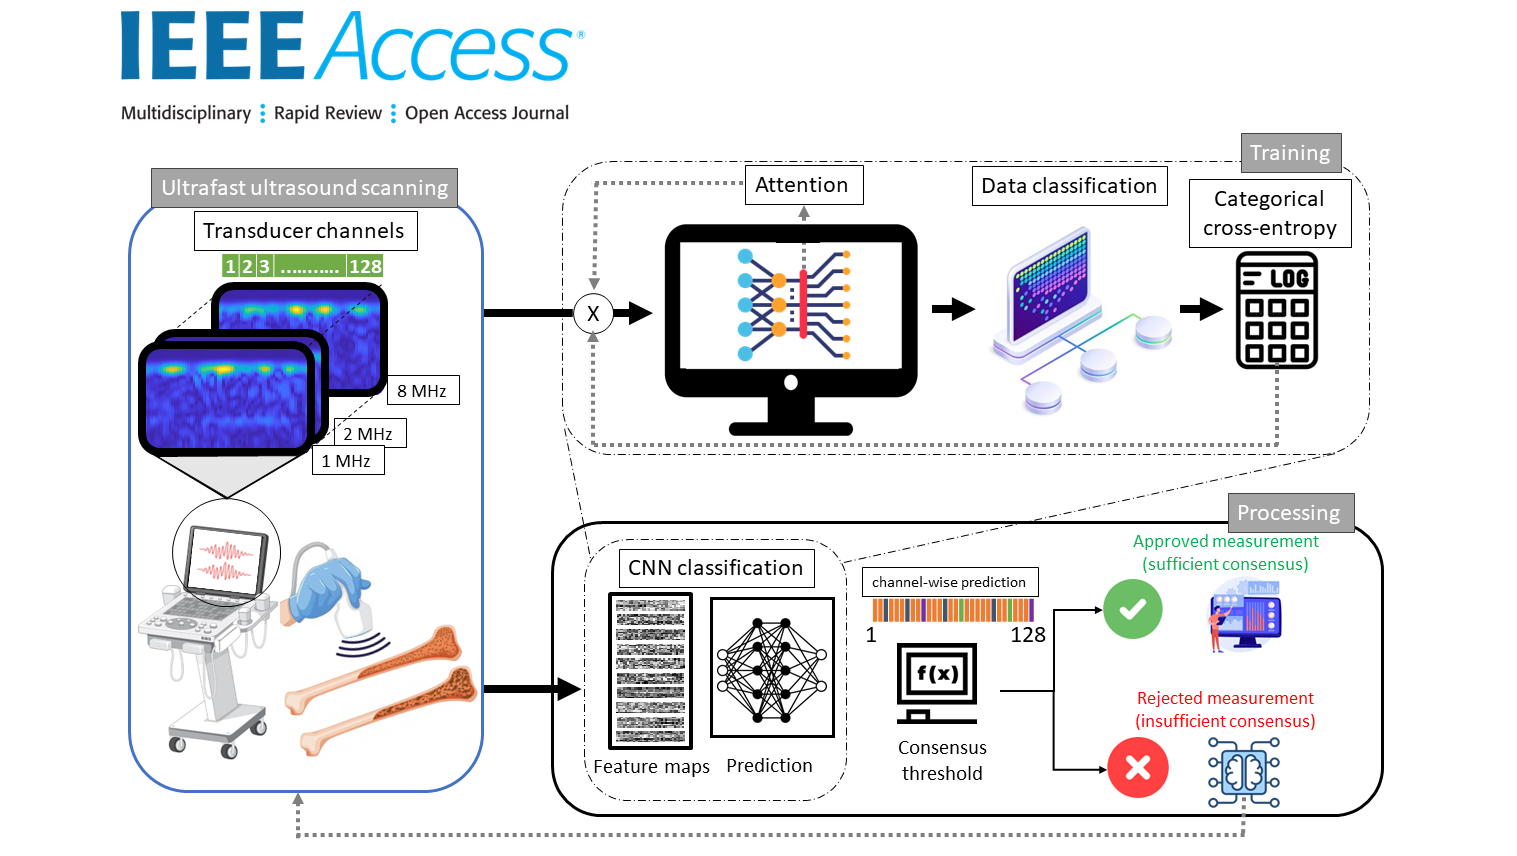 IEEE Access®
Multidisciplinary Rapid Review Open Access Journal
Ultrafast ultrasound scanning
Transducer channels
1 2 3 ........... 128
8 MHz
2 MHz
1 MHz
Training
Attention
Data classification
Categorical
cross-entropy
X
LOG
Processing
CNN classification
Feature maps
Prediction
channel-wise prediction
1 128
f(x)
Consensus
threshold
Approved measurement
(sufficient consensus)
Rejected measurement
(insufficient consensus)